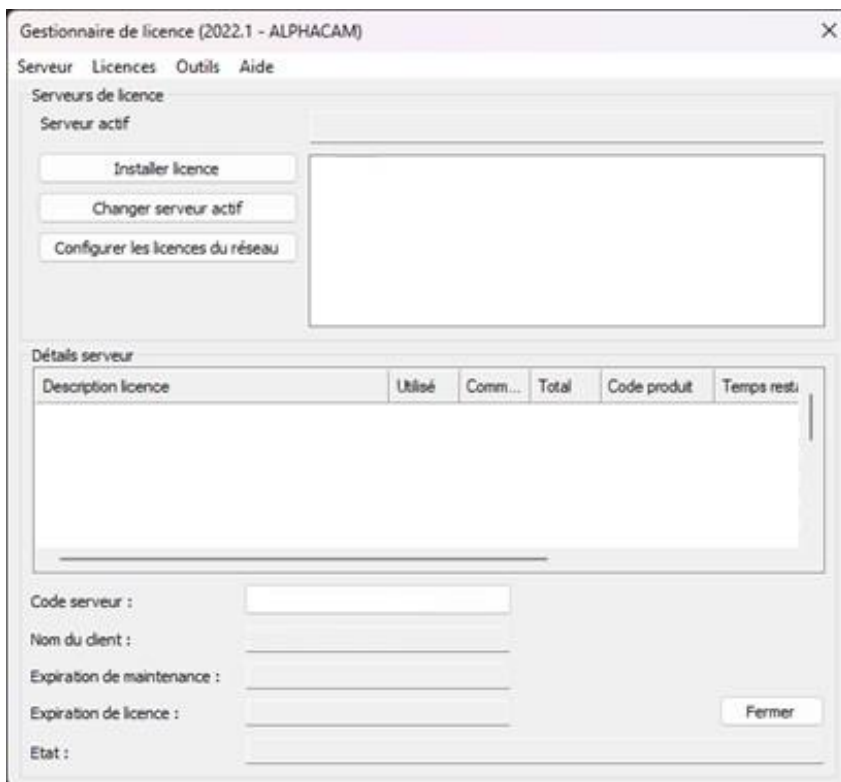 Gestionnaire de licence (2022.1 - ALPHACAM)
Serveur Licences Outils Aide
Serveurs de licence
Serveur actif
Installer licence
Changer serveur actif
Configurer les licences du réseau
Détails serveur
Description licence Utilisé Comm... Total Code produit Temps resta
Code serveur :
Nom du client :
Expiration de maintenance :
Expiration de licence :
Fermer
Etat :